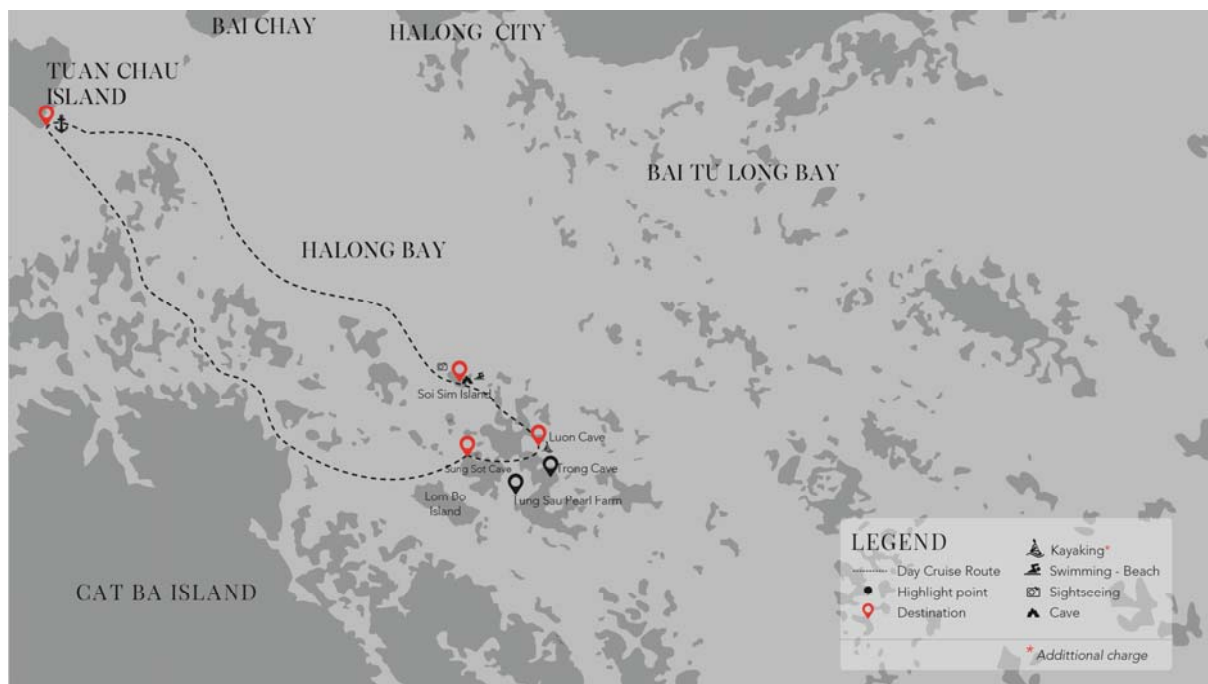 BAI CHAY
HALONG CITY
TUAN CHAU
ISLAND
BAI TU LONG BAY
HALONG BAY
Soi Sim Island
Luon Cave
Sung Sot Cave
Trong Cave
Lom Bo
Island
Tung Sau Pearl Farm
CAT BA ISLAND
LEGEND
Day Cruise Route
Highlight point
Destination
Kayaking*
Swimming - Beach
Sightseeing
Cave
* Addittional charge